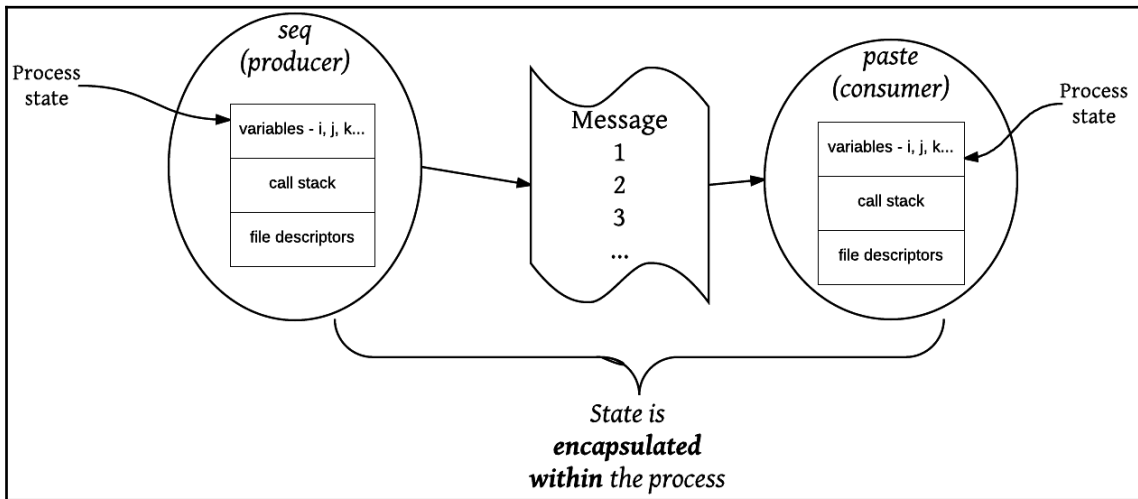 seq
(producer)
Process
state
variables - i, j, k...
call stack
file descriptors
Message
1
2
3
...
paste
(consumer)
Process
state
variables - i, j, k...
call stack
file descriptors
State is
encapsulated
within the process